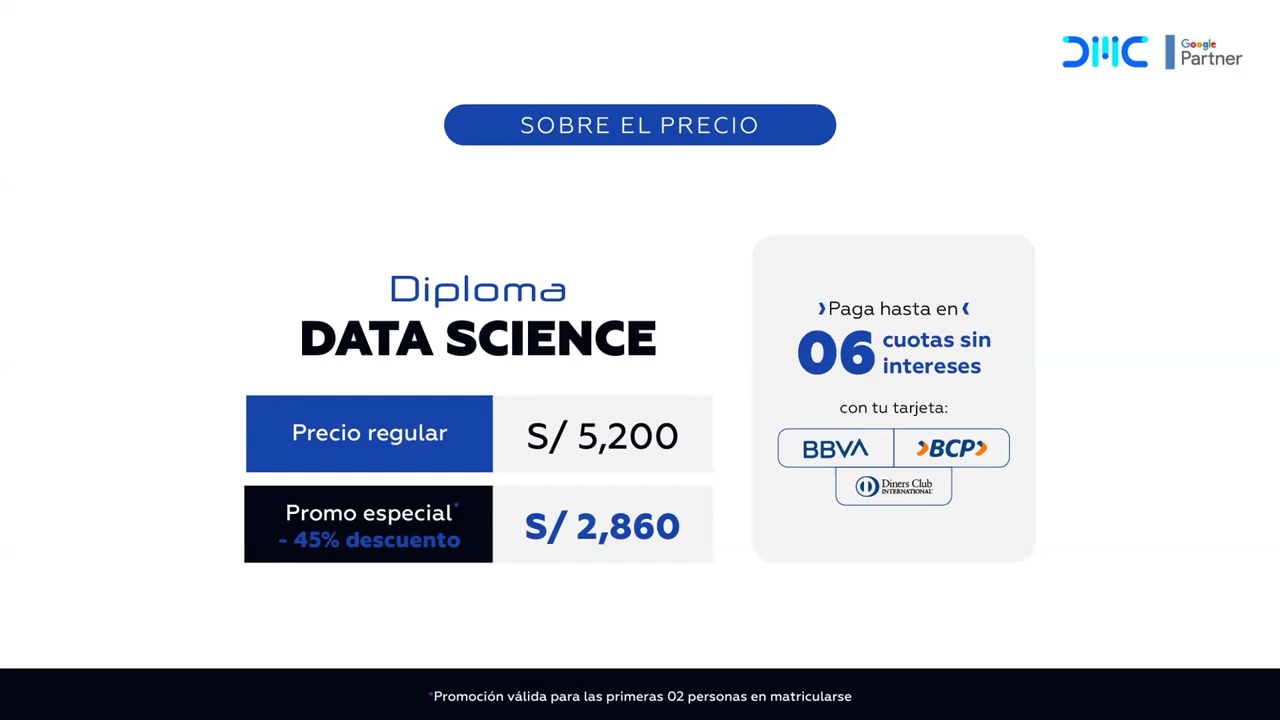 DMC
Google
Partner
SOBRE EL PRECIO
Diploma
DATA SCIENCE
Precio regular
S/ 5,200
Promo especial*
- 45% descuento
S/ 2,860
Paga hasta en
06 cuotas sin
intereses
con tu tarjeta:
BBVA
BCP
Diners Club
INTERNATIONAL
*Promoción válida para las primeras 02 personas en matricularse